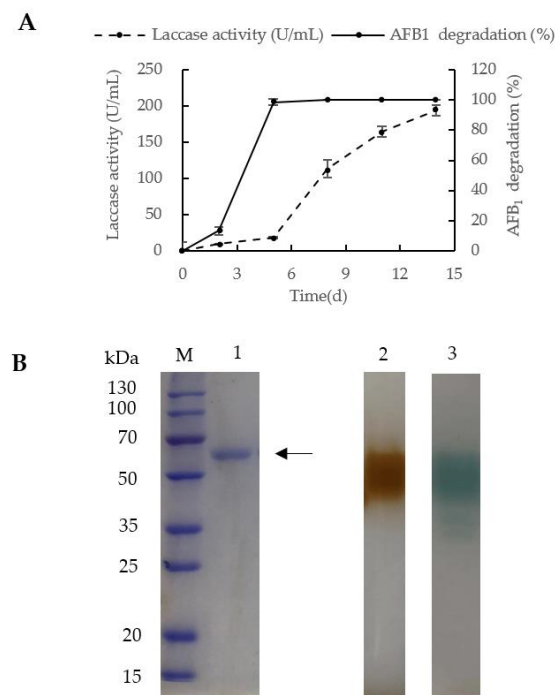 A
Laccase activity (U/mL) AFB1 degradation (%)
250 120
200 100
150 80
100 60
50 40
0 20
0
0 3 6 9 12 15
Time(d)
Laccase activity (U/mL)
AFB1 degradation (%)
B
kDa M 1 2 3
130
100
70
50
35
25
20
15